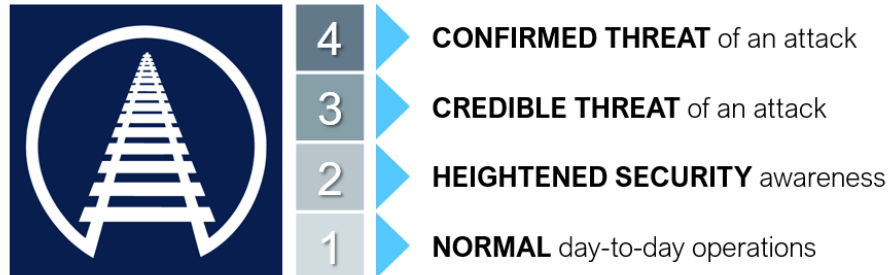 4 CONFIRMED THREAT of an attack
3 CREDIBLE THREAT of an attack
2 HEIGHTENED SECURITY awareness
1 NORMAL day-to-day operations